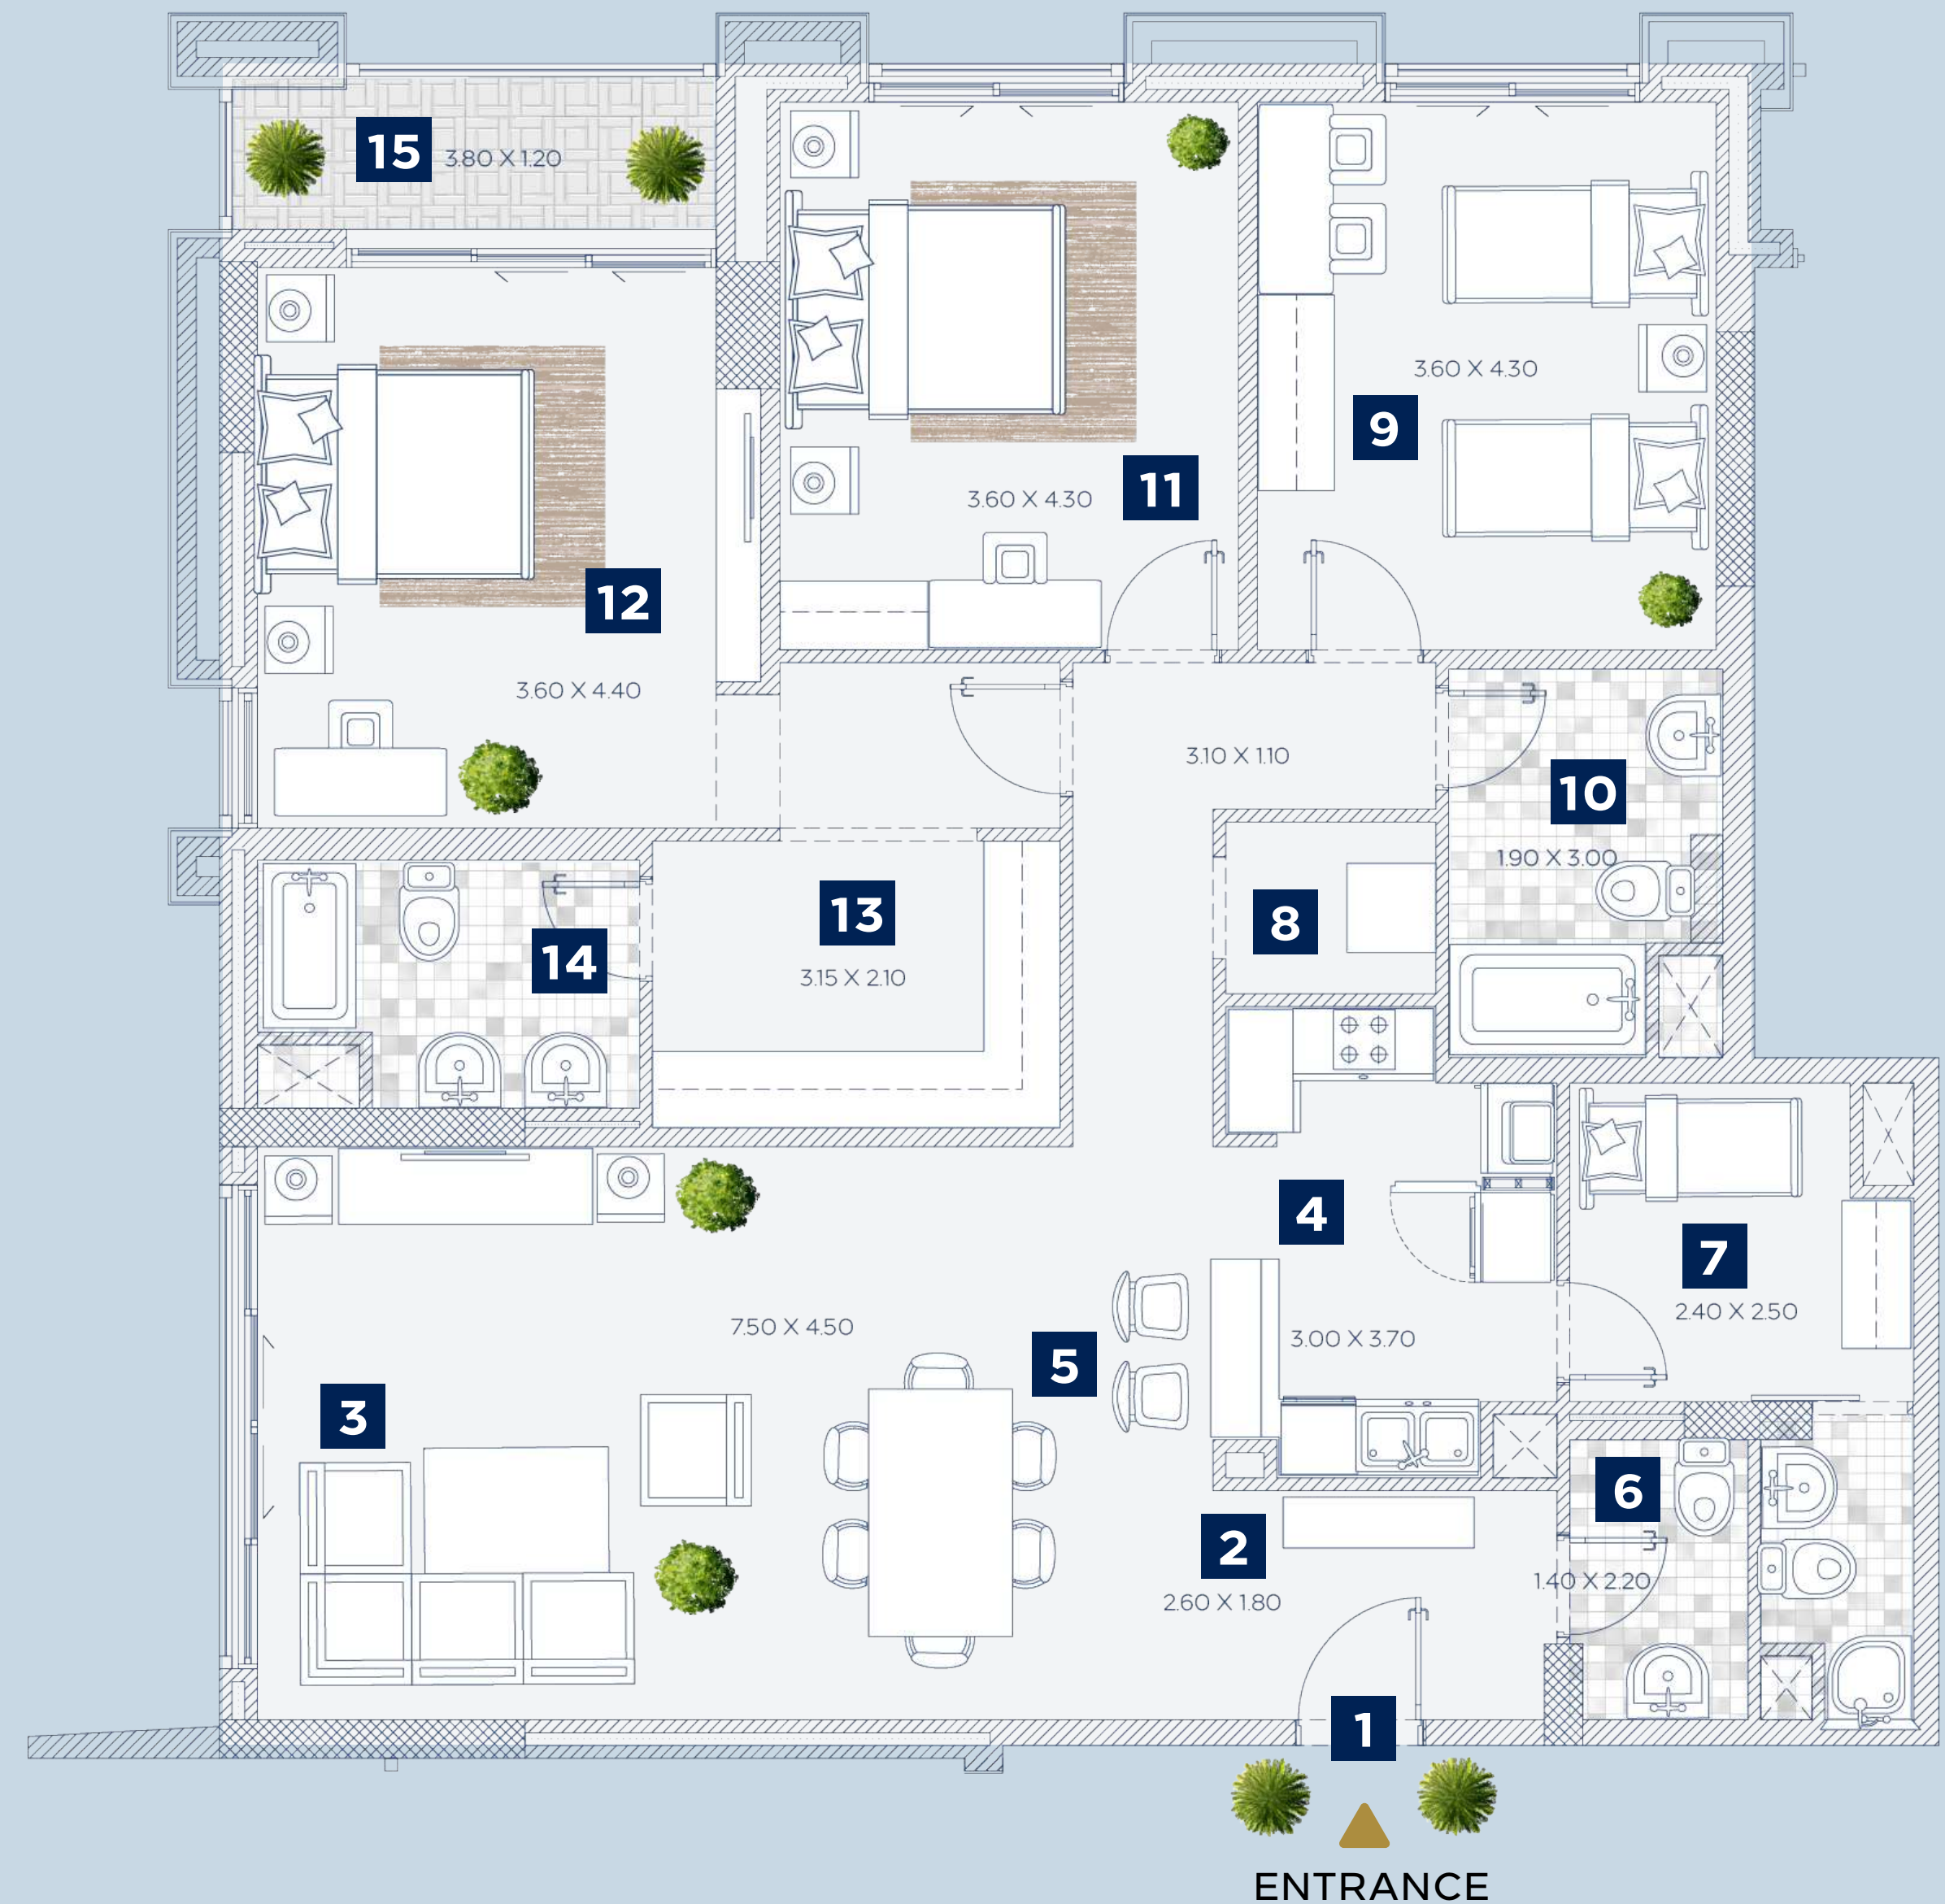 15 3.80 X 1.20
3.60 X 4.30
9
11
3.60 X 4.30
12
3.60 X 4.40
3.10 X 1.10
10
1.90 X 3.00
8
13
3.15 X 2.10
14
4
7
2.40 X 2.50
7.50 X 4.50
3.00 X 3.70
5
3
6
2
1.40 X 2.20
2.60 X 1.80
1
ENTRANCE